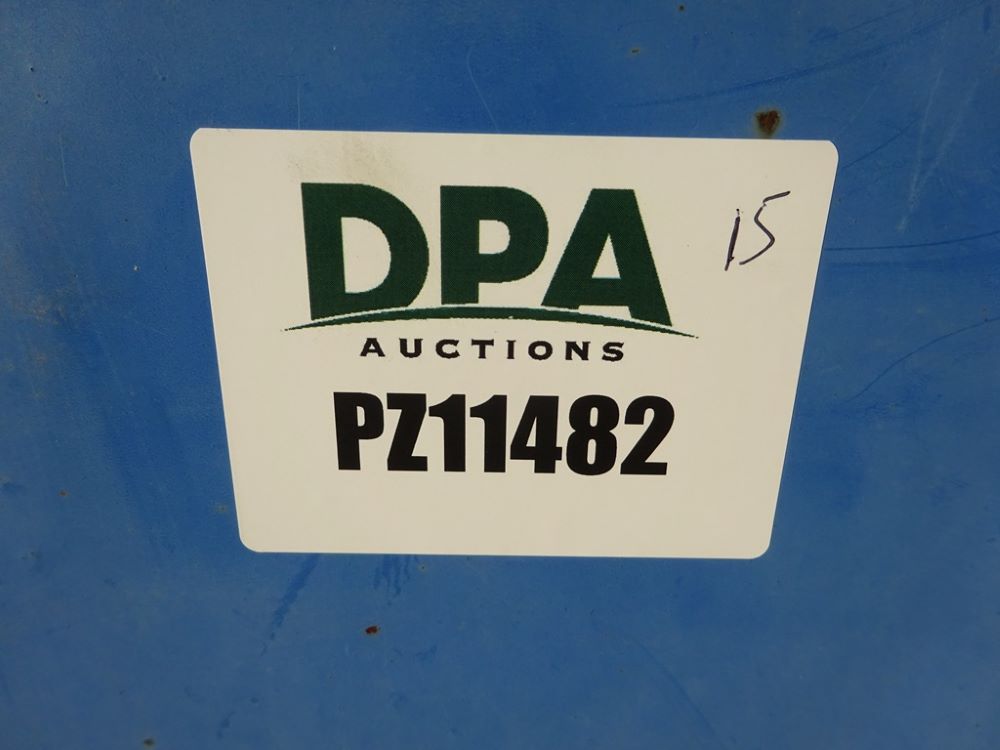 DPA
15
AUCTIONS
PZ11482